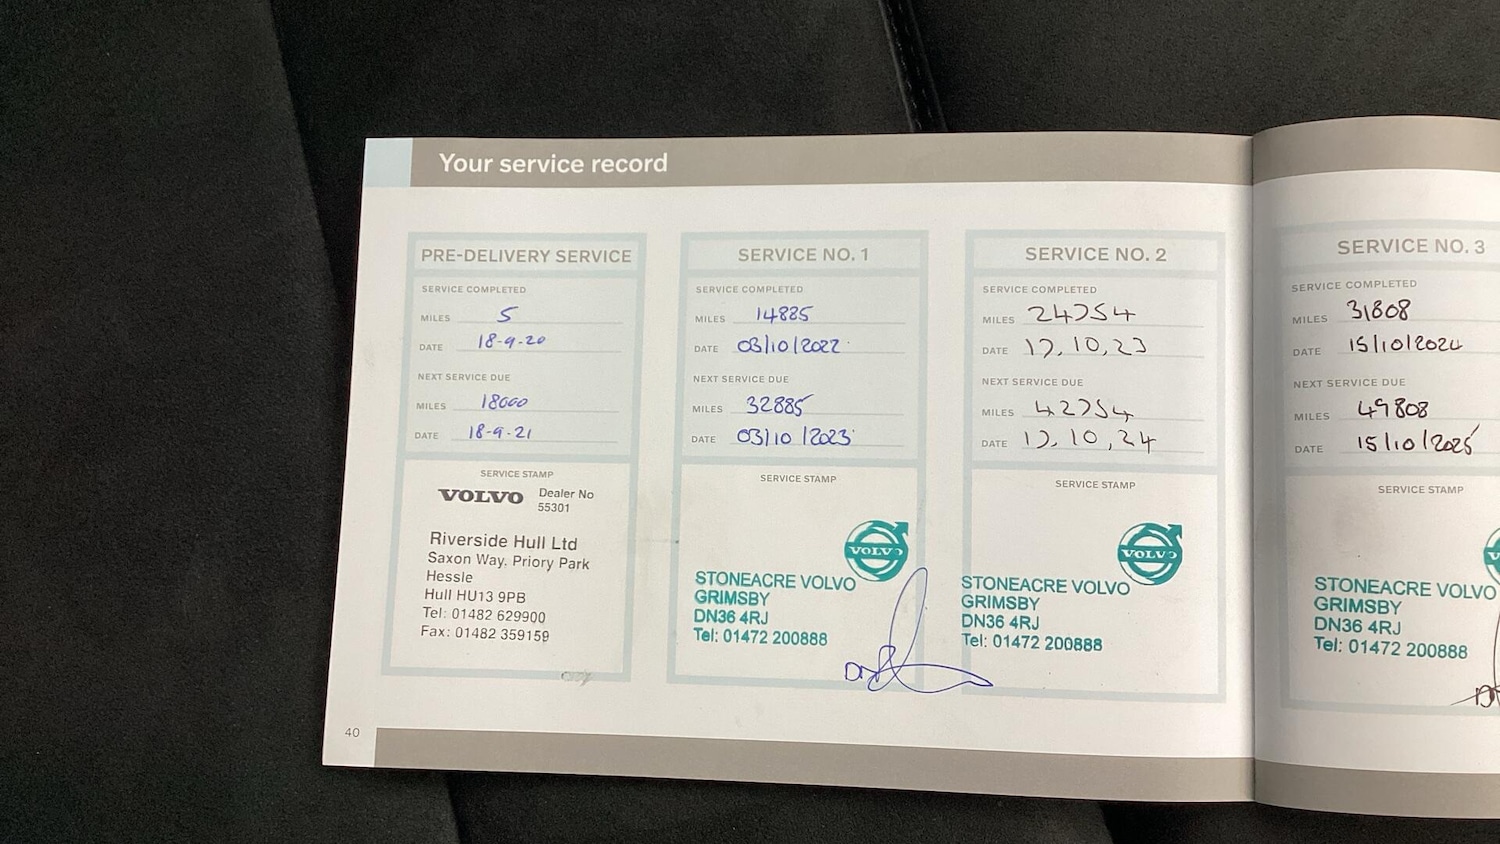 Your service record
PRE-DELIVERY SERVICE
SERVICE COMPLETED
MILES 5
DATE 18-9-20
NEXT SERVICE DUE
MILES 18000
DATE 18-9-21
SERVICE STAMP
VOLVO Dealer No
55301
Riverside Hull Ltd
Saxon Way, Priory Park
Hessle
Hull HU13 9PB
Tel: 01482 629900
Fax: 01482 359159
SERVICE NO. 1
SERVICE COMPLETED
MILES 14885
DATE 03/10/2022
NEXT SERVICE DUE
MILES 32885
DATE 03/10/2023
SERVICE STAMP
VOLVO
STONEACRE VOLVO
GRIMSBY
DN36 4RJ
Tel: 01472 200888
SERVICE NO. 2
SERVICE COMPLETED
MILES 24754
DATE 17,10,23
NEXT SERVICE DUE
MILES 42754
DATE 17,10,24
SERVICE STAMP
VOLVO
STONEACRE VOLVO
GRIMSBY
DN36 4RJ
Tel: 01472 200888
SERVICE NO. 3
SERVICE COMPLETED
MILES 31808
DATE 15/10/2024
NEXT SERVICE DUE
MILES 49808
DATE 15/10/2025
SERVICE STAMP
STONEACRE VOLVO
GRIMSBY
DN36 4RJ
Tel: 01472 200888
40